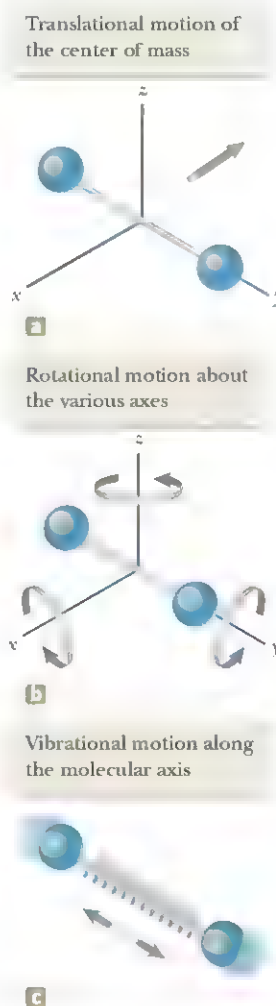 Translational motion of
the center of mass
z
x
a
Rotational motion about
the various axes
z
x
y
b
Vibrational motion along
the molecular axis
c